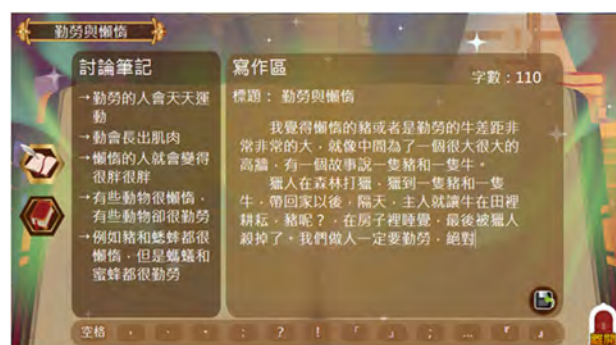 勤勞與懶惰
討論筆記
→勤勞的人會天天運
動
→動會長出肌肉
→懶惰的人就會變得
很胖很胖
→有些動物很懶惰，
有些動物卻很勤勞
→例如豬和蟋蟀都很
懶惰，但是螞蟻和
蜜蜂都很勤勞
寫作區
字數：110
標題： 勤勞與懶惰
我覺得懶惰的豬或者是勤勞的牛差距非
常非常的大，就像中間為了一個很大很大的
高牆，有一個故事說一隻豬和一隻牛。
獵人在森林打獵，獵到一隻豬和一隻
牛，帶回家以後，隔天，主人就讓牛在田裡
耕耘，豬呢？，在房子裡睡覺，最後被獵人
殺掉了。我們做人一定要勤勞，絕對
空格 ， 。 、 ： ？ ！ 「 」 ； … 『 』